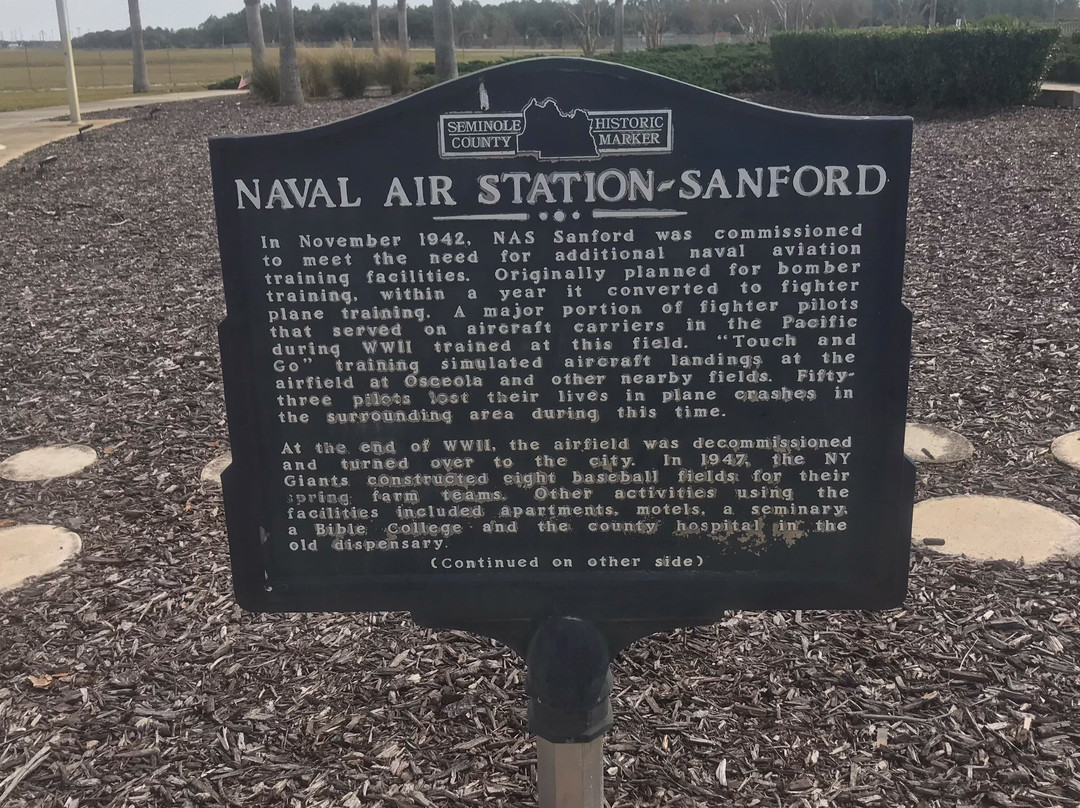 SEMINOLE COUNTY HISTORIC MARKER
NAVAL AIR STATION-SANFORD
In November 1942, NAS Sanford was commissioned
to meet the need for additional naval aviation
training facilities. Originally planned for bomber
training, within a year it converted to fighter
plane training. A major portion of fighter pilots
that served on aircraft carriers in the Pacific
during WWII trained at this field. "Touch and
Go" training simulated aircraft landings at the
airfield at Osceola and other nearby fields. Fifty-
three pilots lost their lives in plane crashes in
the surrounding area during this time.
At the end of WWII, the airfield was decommissioned
and turned over to the city. In 1947, the NY
Giants constructed eight baseball fields for their
spring farm teams. Other activities using the
facilities included apartments, motels, a seminary,
a Bible College and the county hospital in the
old dispensary.
(Continued on other side)